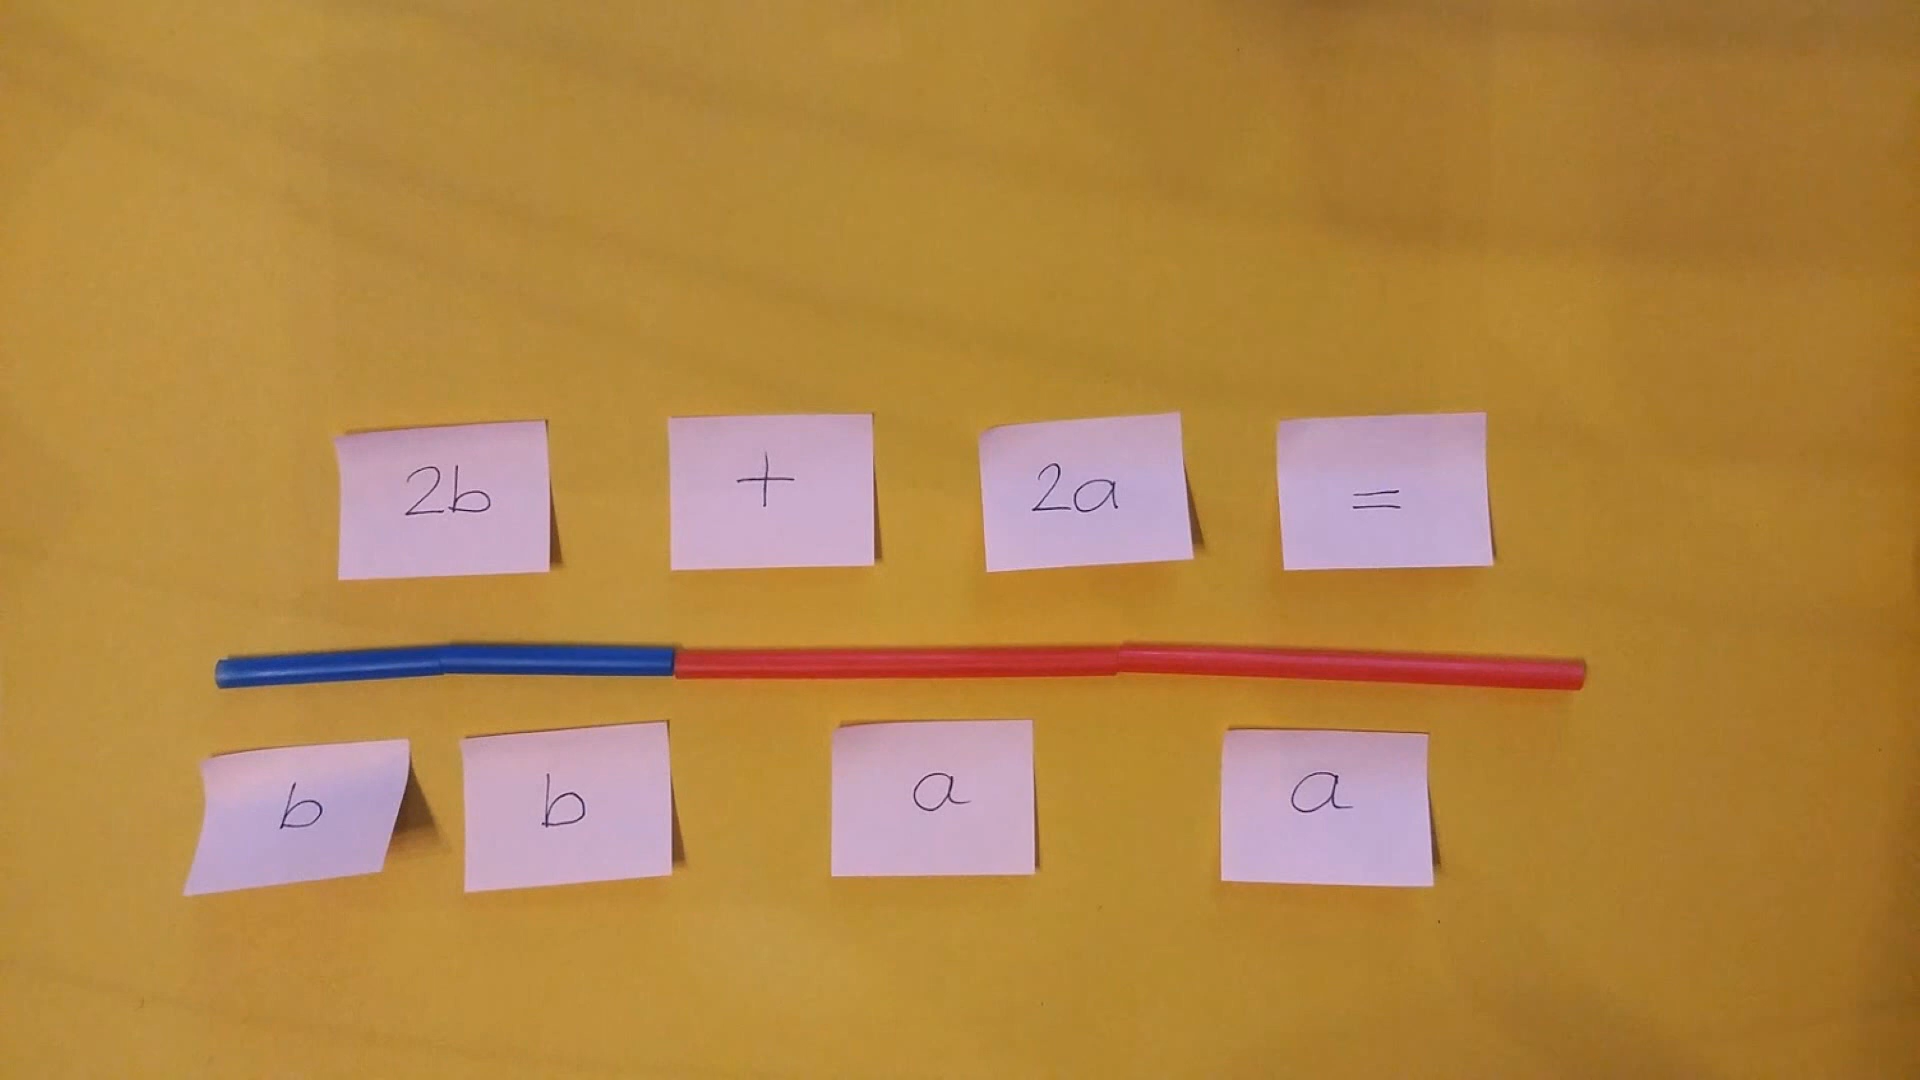 2b + 2a =
b b a a